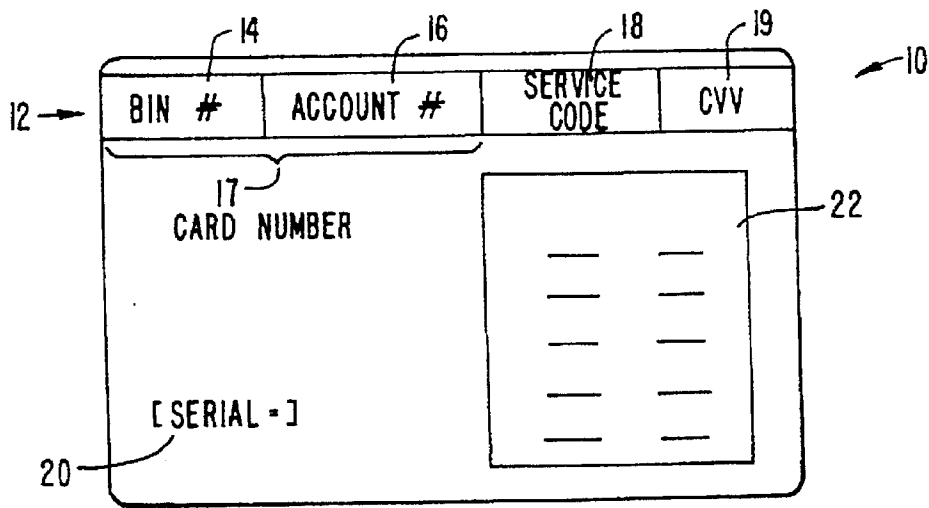 14 16 18 19
10
12 BIN # ACCOUNT # SERVICE CODE CVV
17
CARD NUMBER
22
[SERIAL=]
20